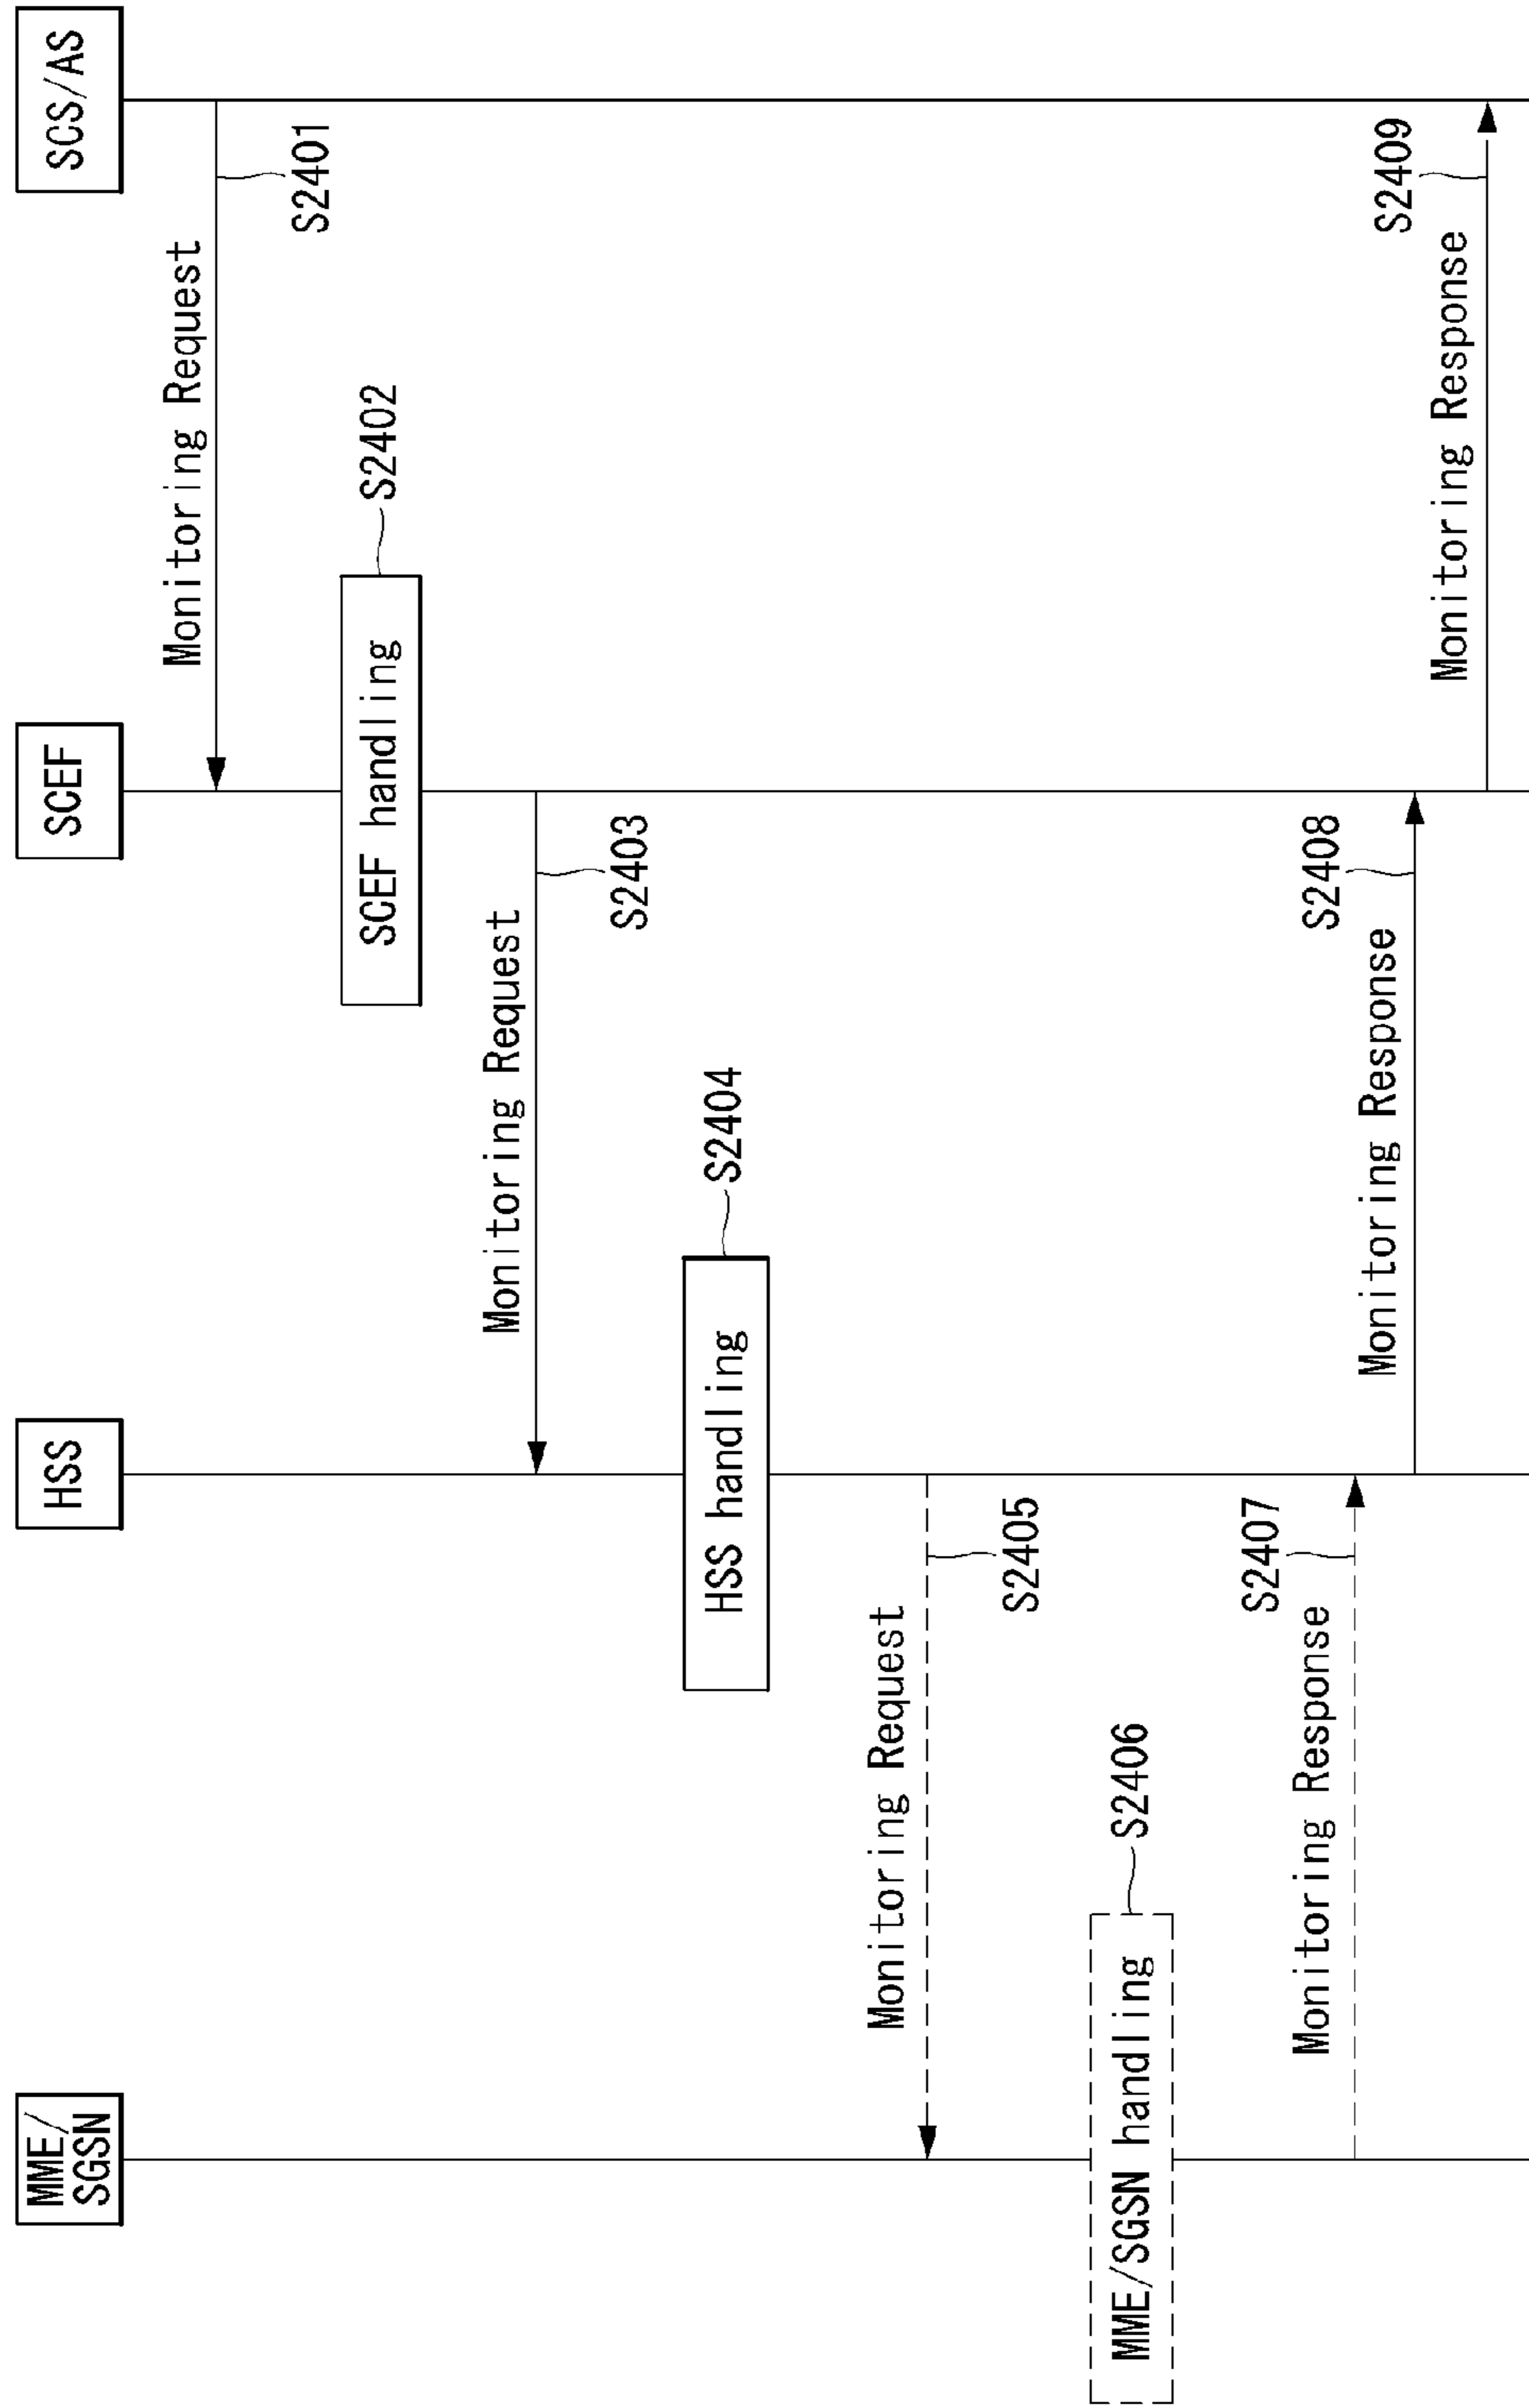 MME/
SGSN
HSS
SCEF
SCS/AS
Monitoring Request
S2401
SCEF handling
S2402
Monitoring Request
S2403
HSS handling
S2404
Monitoring Request
S2405
MME/SGSN handling
S2406
Monitoring Response
S2407
Monitoring Response
S2408
Monitoring Response
S2409